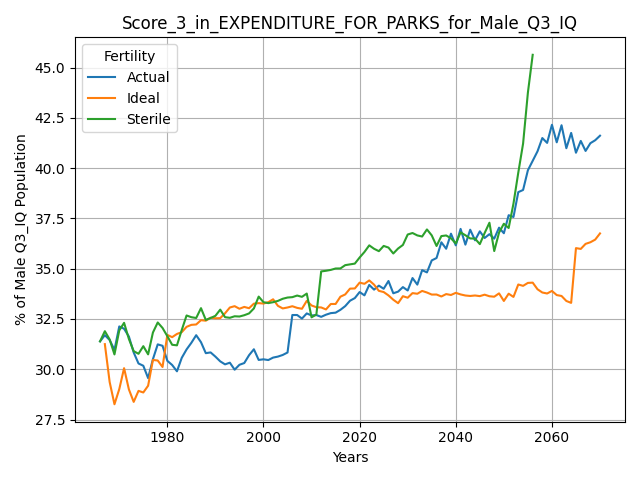 Score_3_in_EXPENDITURE_FOR_PARKS_for_Male_Q3_IQ
Fertility
Actual
Ideal
Sterile
% of Male Q3_IQ Population
45.0
42.5
40.0
37.5
35.0
32.5
30.0
27.5
1980
2000
2020
2040
2060
Years